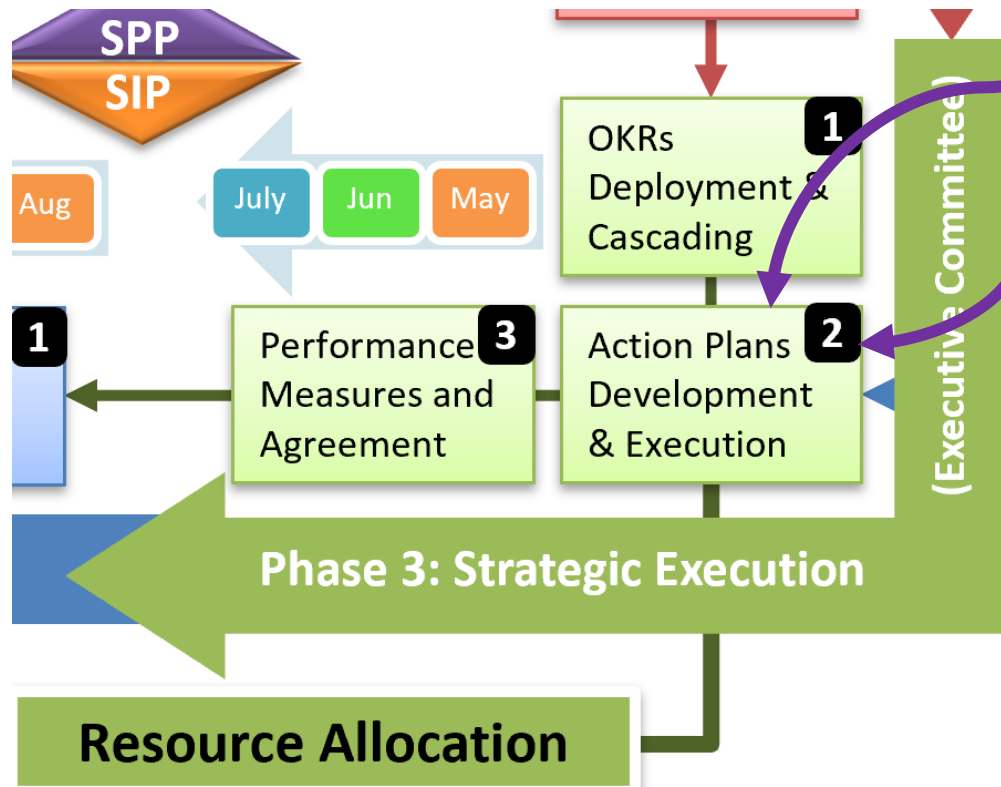 SPP
SIP
Aug
July
Jun
May
1
OKRs
Deployment &
Cascading
(Executive Committee)
1
3
Performance
Measures and
Agreement
2
Action Plans
Development
& Execution
Phase 3: Strategic Execution
Resource Allocation